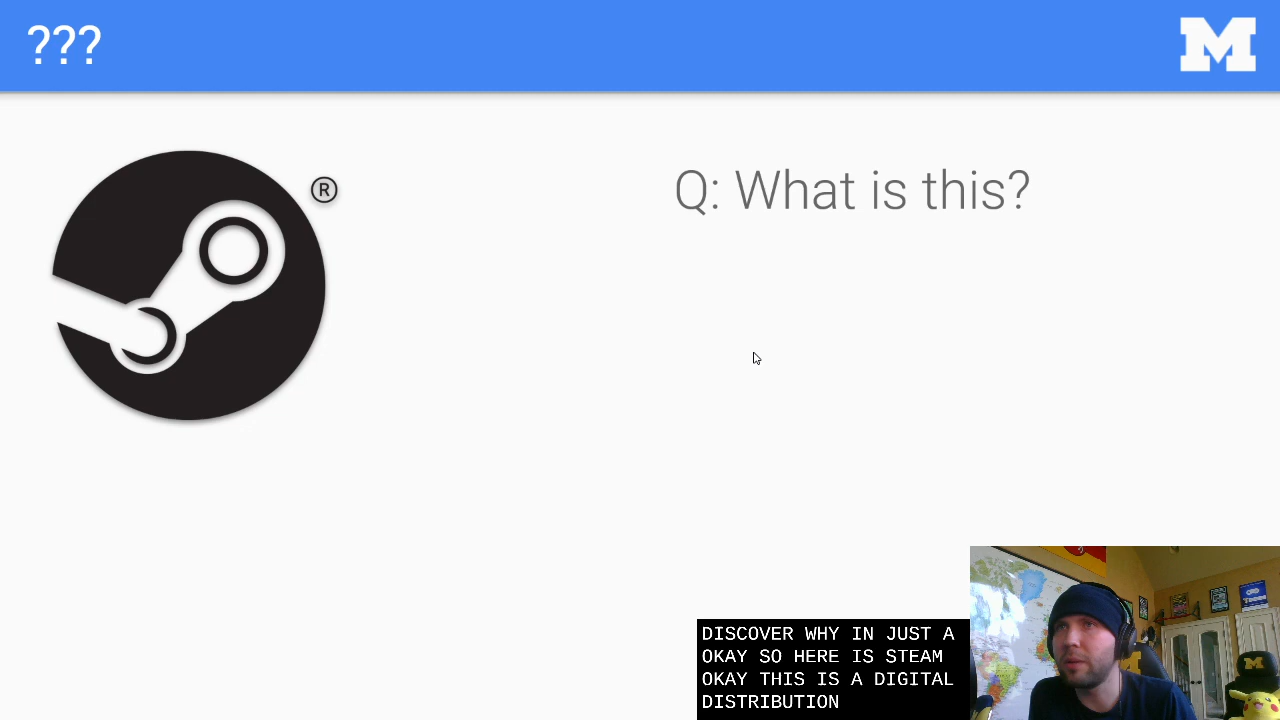 ???
M
®
Q: What is this?
DISCOVER WHY IN JUST A
OKAY SO HERE IS STEAM
OKAY THIS IS A DIGITAL
DISTRIBUTION
M
M